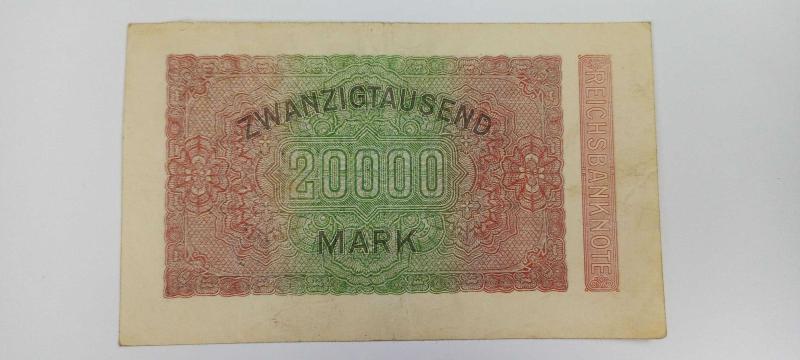 ZWANZIGTAUSEND
20000
MARK
REICHSBANKNOTE